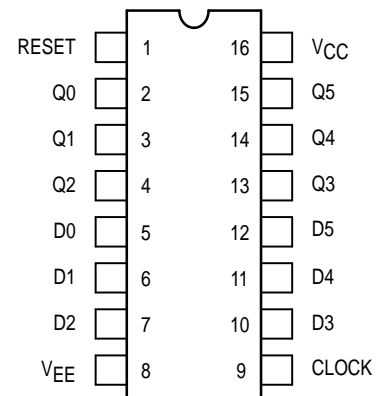 RESET 1 16 VCC
Q0 2 15 Q5
Q1 3 14 Q4
Q2 4 13 Q3
D0 5 12 D5
D1 6 11 D4
D2 7 10 D3
VEE 8 9 CLOCK